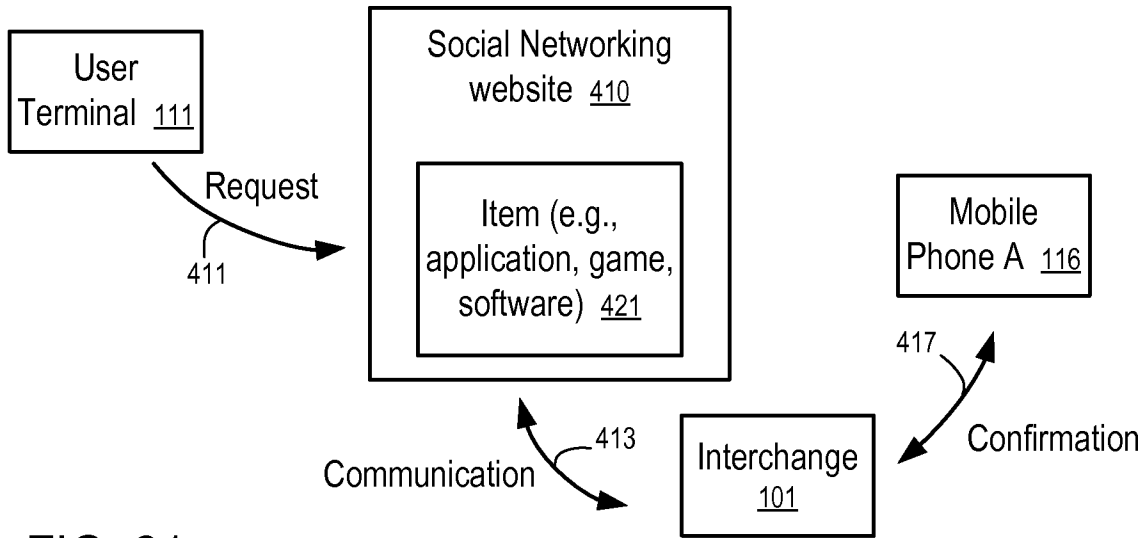 User
Terminal 111
Request
411
Social Networking
website 410
Item (e.g.,
application, game,
software) 421
Mobile
Phone A 116
417
Confirmation
413
Communication
Interchange
101